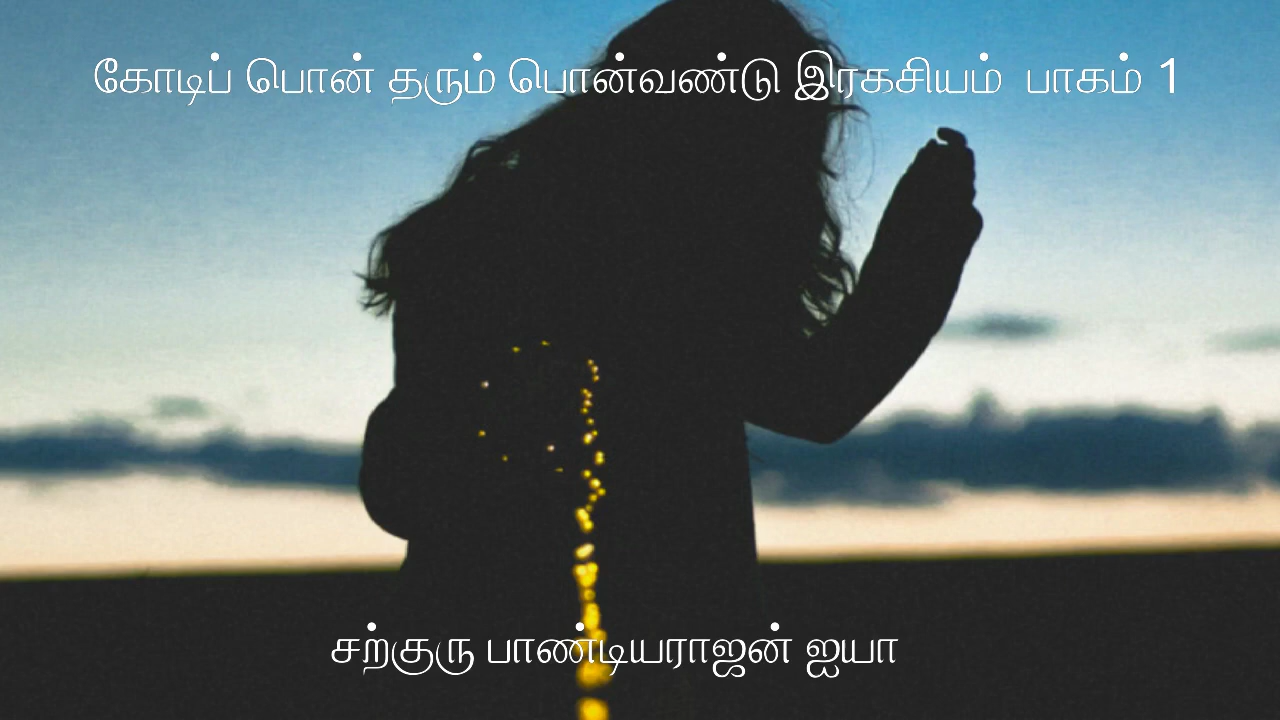 கோடிப் பொன் தரும் பொன்வண்டு இரகசியம் பாகம் 1
சற்குரு பாண்டியராஜன் ஐயா